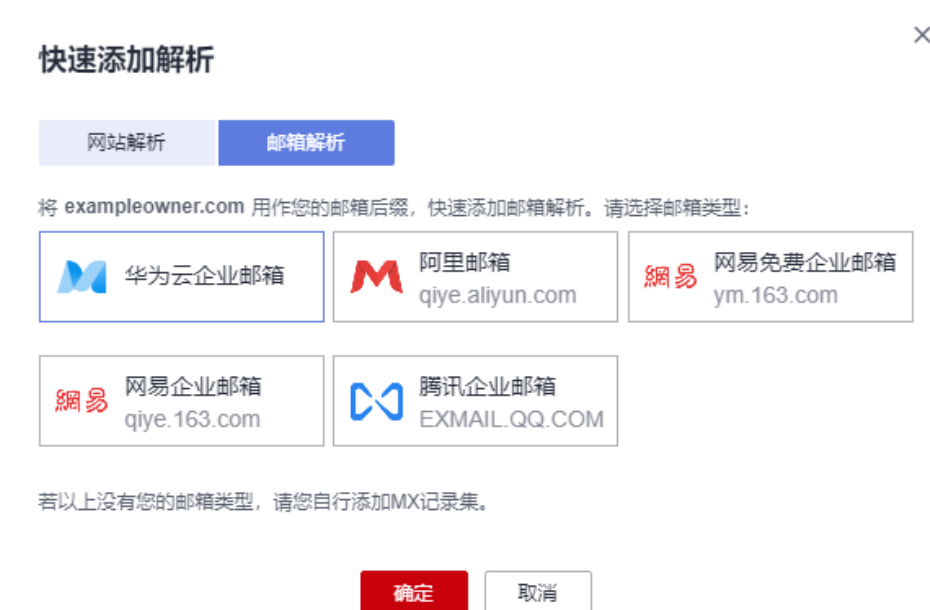 快速添加解析
网站解析 邮箱解析
将 exampleowner.com 用作您的邮箱后缀，快速添加邮箱解析。请选择邮箱类型：
华为云企业邮箱
阿里邮箱
qiye.aliyun.com
網易
网易免费企业邮箱
ym.163.com
網易
网易企业邮箱
qiye.163.com
腾讯企业邮箱
EXMAIL.QQ.COM
若以上没有您的邮箱类型，请您自行添加MX记录集。
确定 取消